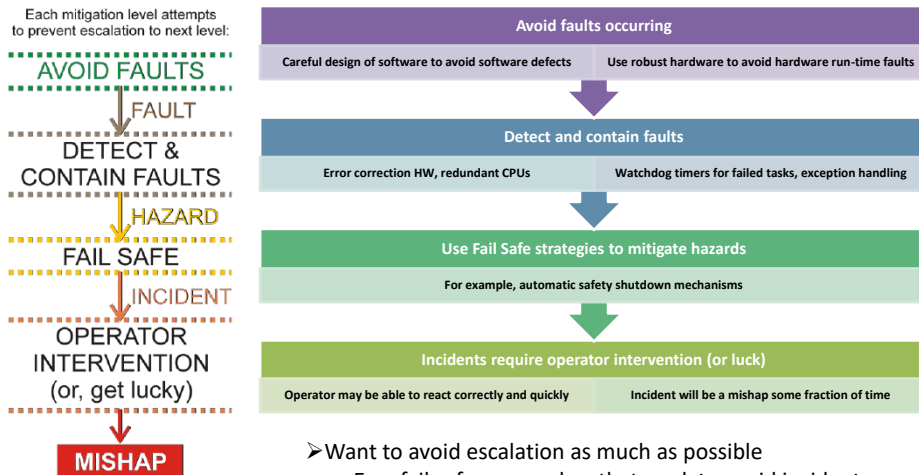 Each mitigation level attempts
to prevent escalation to next level:
AVOID FAULTS
FAULT
DETECT &
CONTAIN FAULTS
HAZARD
FAIL SAFE
INCIDENT
OPERATOR
INTERVENTION
(or, get lucky)
MISHAP
Avoid faults occurring
Careful design of software to avoid software defects
Use robust hardware to avoid hardware run-time faults
Detect and contain faults
Error correction HW, redundant CPUs
Watchdog timers for failed tasks, exception handling
Use Fail Safe strategies to mitigate hazards
For example, automatic safety shutdown mechanisms
Incidents require operator intervention (or luck)
Operator may be able to react correctly and quickly
Incident will be a mishap some fraction of time
➢Want to avoid escalation as much as possible